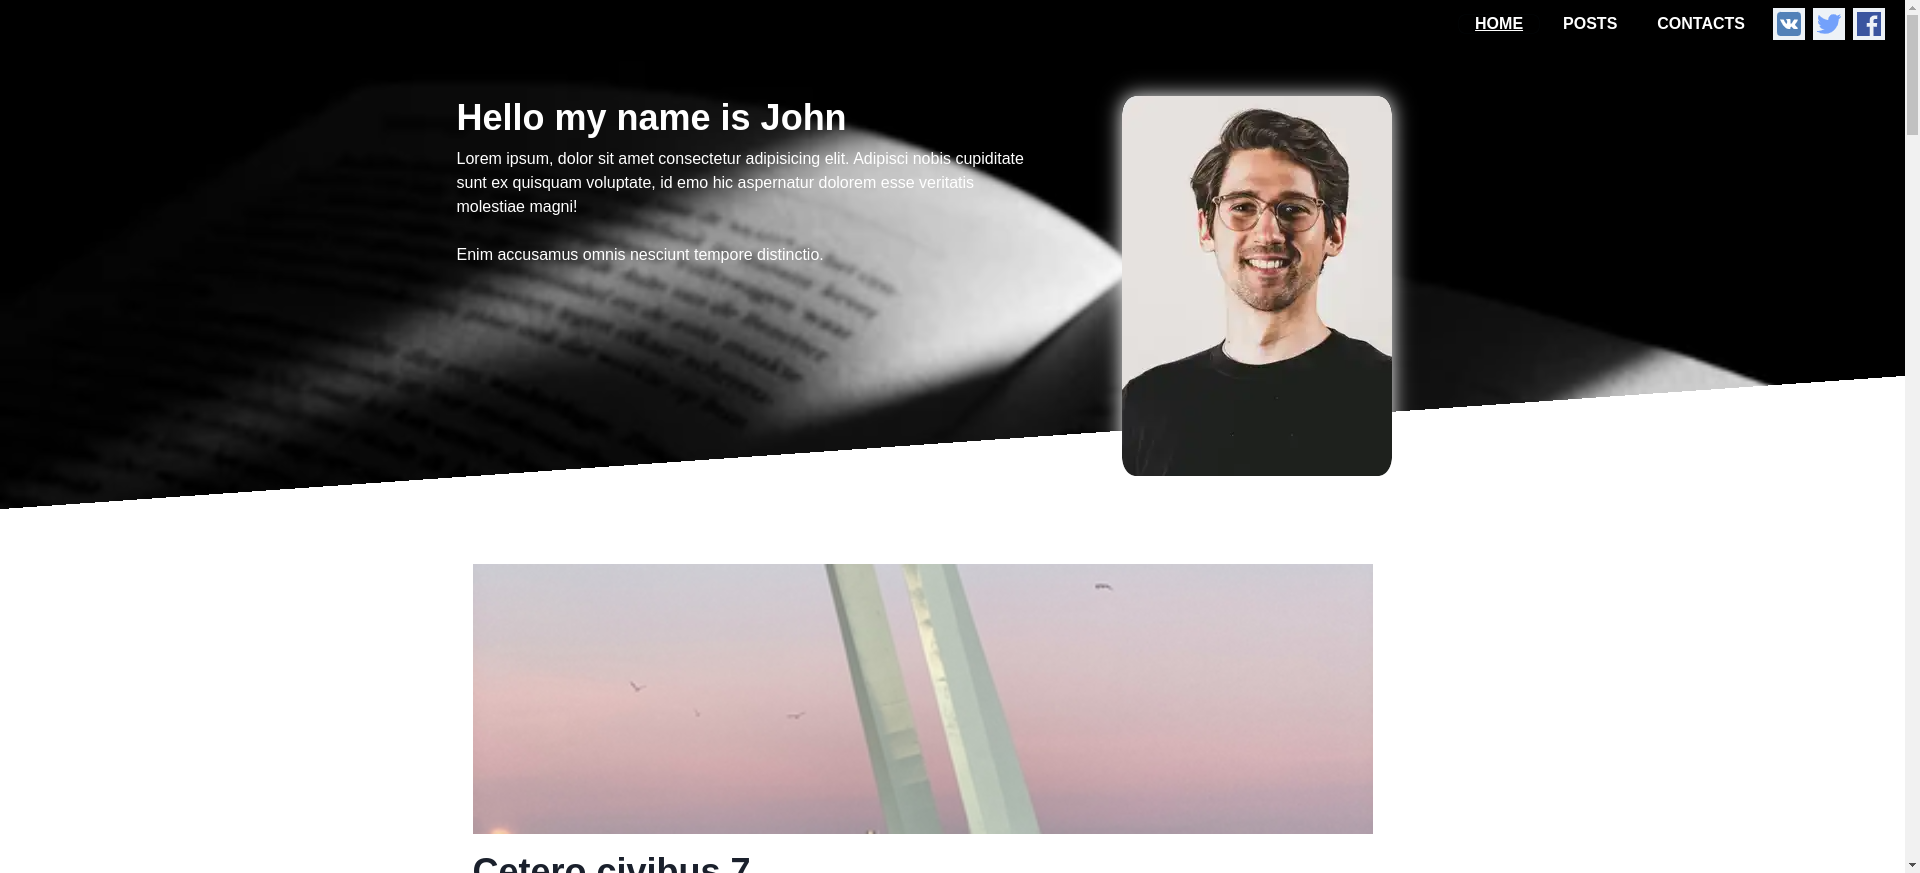 HOME POSTS CONTACTS
Hello my name is John
Lorem ipsum, dolor sit amet consectetur adipisicing elit. Adipisci nobis cupiditate
sunt ex quisquam voluptate, id emo hic aspernatur dolorem esse veritatis
molestiae magni!
Enim accusamus omnis nesciunt tempore distinctio.
Cetero civibus 7